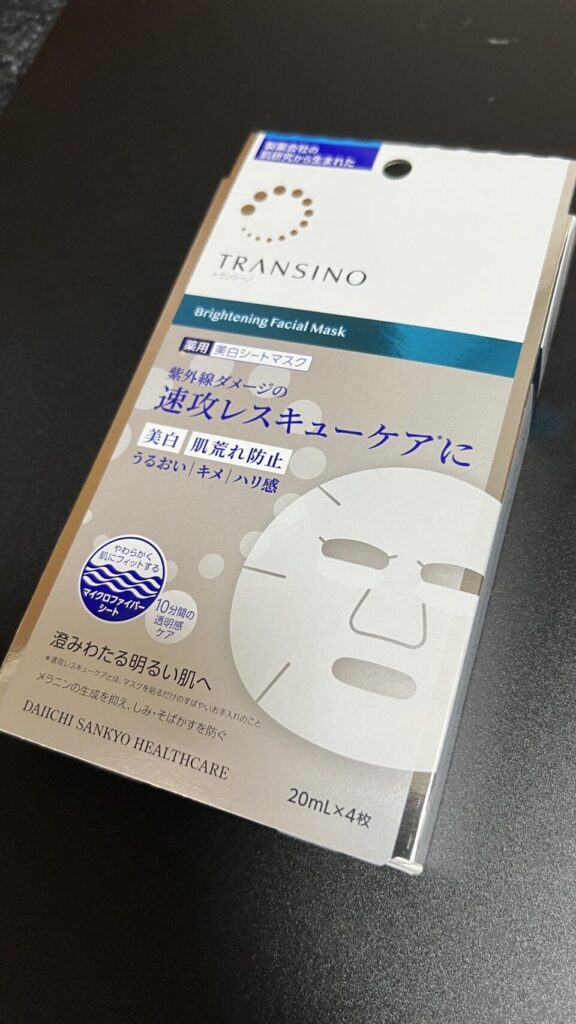 製薬会社の
肌研究から生まれた
TRANSINO
トランシーノ
Brightening Facial Mask
薬用 美白シートマスク
紫外線ダメージの
速攻レスキューケア*に
美白 肌荒れ防止
うるおい|キメ|ハリ感
やわらかく
肌にフィットする
マイクロファイバー
シート
10分間の
透明感
ケア
澄みわたる明るい肌へ
*速攻レスキューケアとは、マスクを貼るだけのすばやいお手入れのこと
メラニンの生成を抑え、しみ・そばかすを防ぐ
DAIICHI SANKYO HEALTHCARE
20mL×4枚